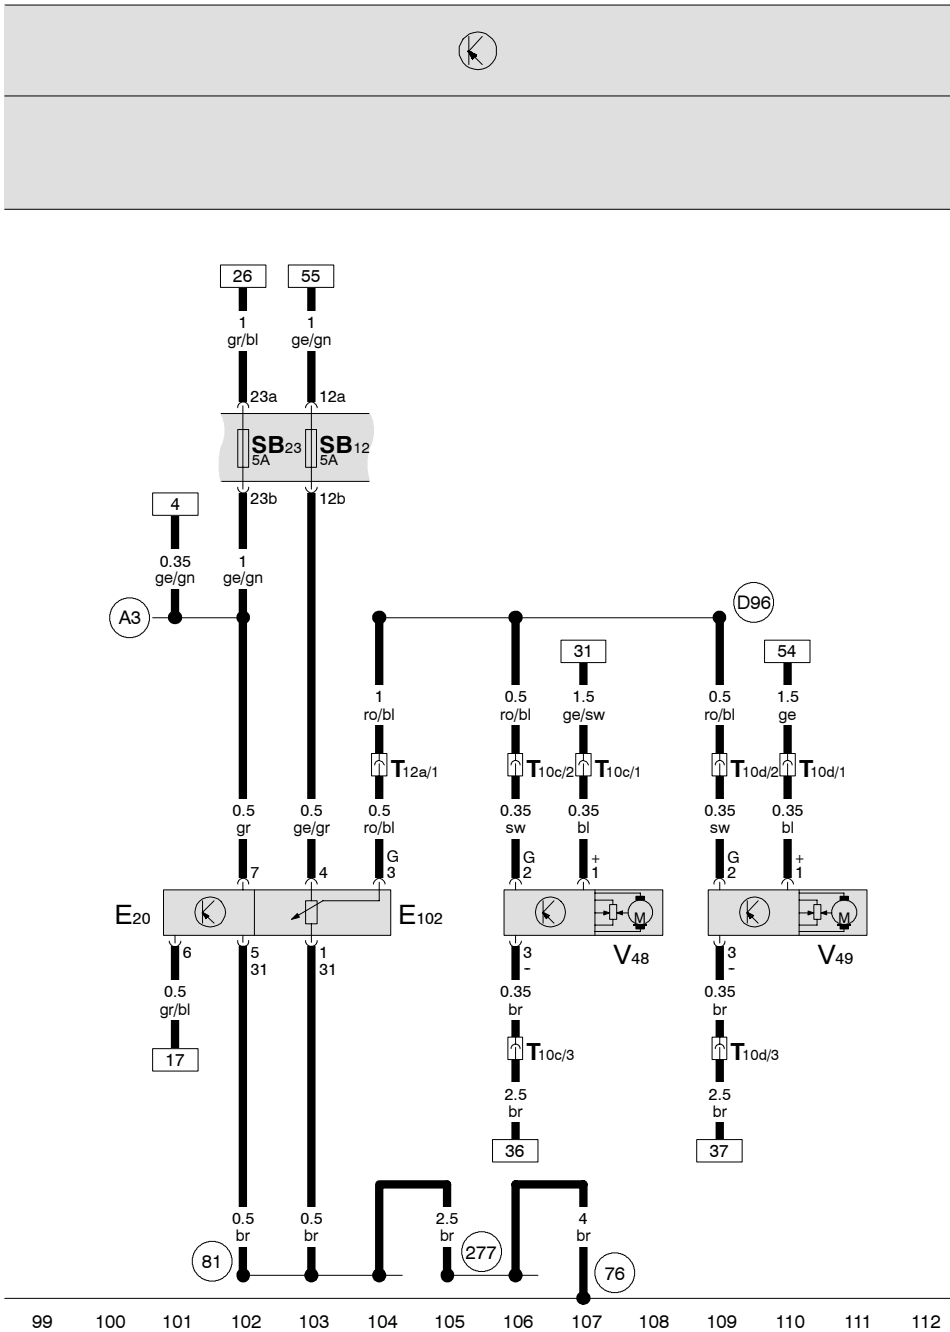 26 55
1 1
gr/bl ge/gn
23a 12a
SB23 SB12
5A 5A
23b 12b
4
0.35 1
ge/gn ge/gn
A3
D96
31 54
1 0.5 1.5 0.5 1.5
ro/bl ro/bl ge/sw ro/bl ge
T12a/1 T10c/2 T10c/1 T10d/2 T10d/1
0.5 0.5 0.5 0.35 0.35 0.35 0.35
gr ge/gr ro/bl sw bl sw bl
G G + G +
7 4 3 2 1 2 1
E20 E102
M M
6 5 1 3 V48 3 V49
31 31 - -
0.5 0.35 0.35
gr/bl br br
17 T10c/3 T10d/3
2.5 2.5
br br
36 37
0.5 0.5 2.5 4
br br br br
81 277 76
99 100 101 102 103 104 105 106 107 108 109 110 111 112